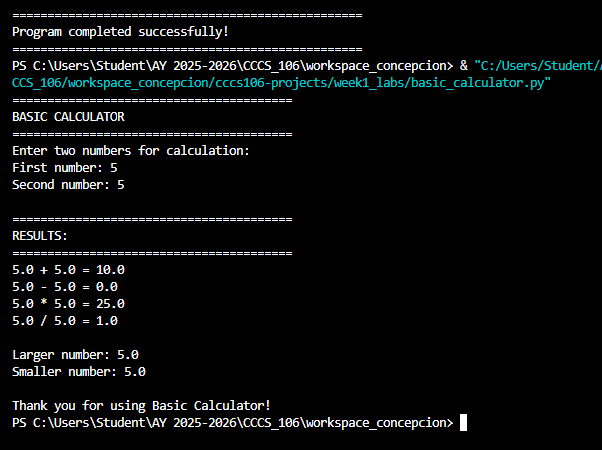 ==================================================
Program completed successfully!
==================================================
PS C:\Users\Student\AY 2025-2026\CCCS_106\workspace_concepcion> & "C:/Users/Student/A
CCS_106/workspace_concepcion/cccs106-projects/week1_labs/basic_calculator.py"
========================================
BASIC CALCULATOR
========================================
Enter two numbers for calculation:
First number: 5
Second number: 5
========================================
RESULTS:
========================================
5.0 + 5.0 = 10.0
5.0 - 5.0 = 0.0
5.0 * 5.0 = 25.0
5.0 / 5.0 = 1.0
Larger number: 5.0
Smaller number: 5.0
Thank you for using Basic Calculator!
PS C:\Users\Student\AY 2025-2026\CCCS_106\workspace_concepcion>